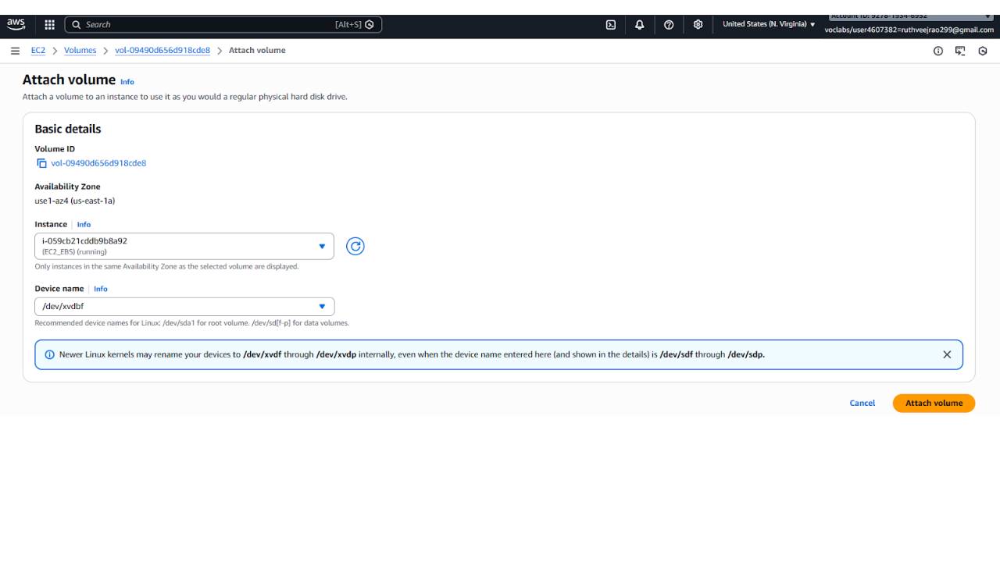 aws
Search [Alt+S]
United States (N. Virginia)
Account ID: 9278-1934-6952
voclabs/user4607382=ruthveejrao299@gmail.com
EC2 > Volumes > vol-09490d656d918cde8 > Attach volume
Attach volume Info
Attach a volume to an instance to use it as you would a regular physical hard disk drive.
Basic details
Volume ID
vol-09490d656d918cde8
Availability Zone
use1-az4 (us-east-1a)
Instance | Info
i-059cb21cddb9b8a92
(EC2_EBS) (running)
Only instances in the same Availability Zone as the selected volume are displayed.
Device name | Info
/dev/xvdbf
Recommended device names for Linux: /dev/sda1 for root volume. /dev/sd[f-p] for data volumes.
Newer Linux kernels may rename your devices to /dev/xvdf through /dev/xvdp internally, even when the device name entered here (and shown in the details) is /dev/sdf through /dev/sdp.
Cancel Attach volume